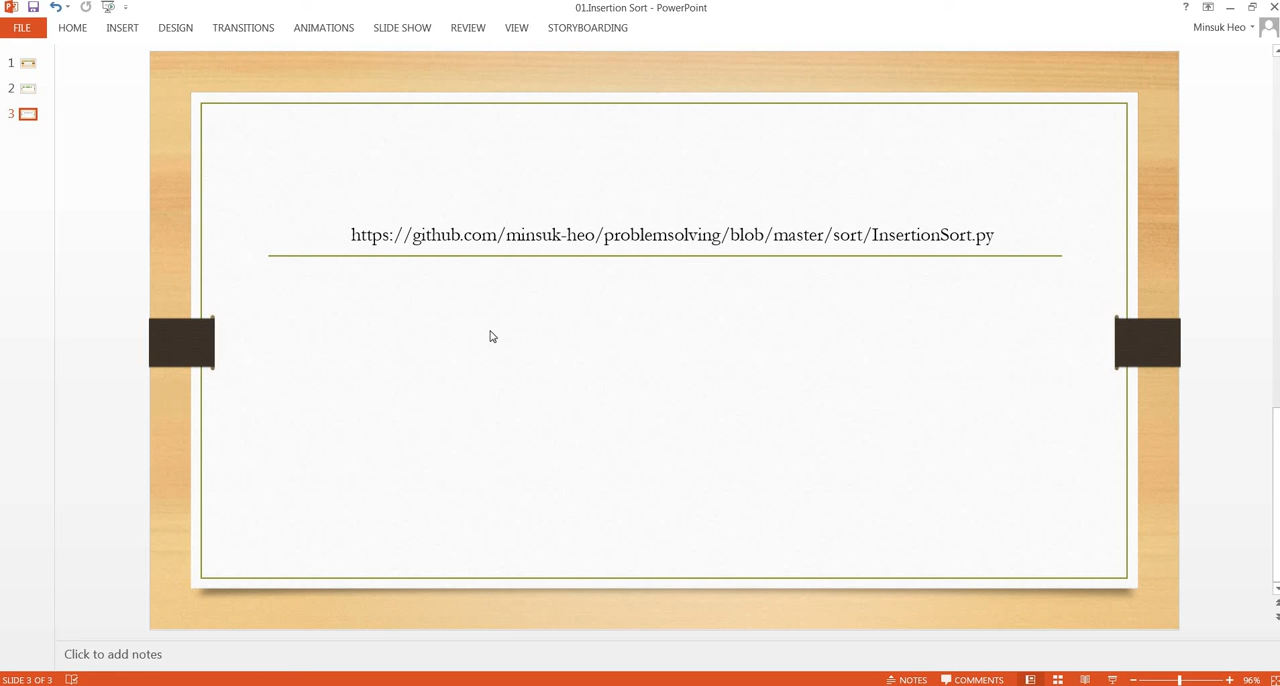 01.Insertion Sort - PowerPoint
?
FILE HOME INSERT DESIGN TRANSITIONS ANIMATIONS SLIDE SHOW REVIEW VIEW STORYBOARDING
Minsuk Heo
1
2
3
https://github.com/minsuk-heo/problemsolving/blob/master/sort/InsertionSort.py
Click to add notes
SLIDE 3 OF 3
NOTES COMMENTS 96%